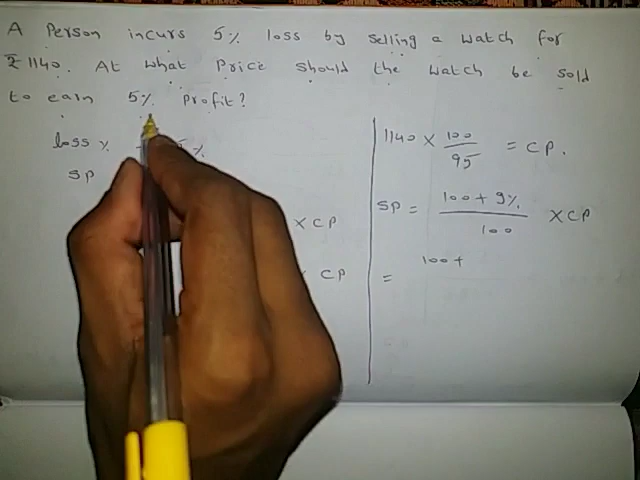 A Person incurs 5% loss by selling a watch for
₹1140. At what Price should the watch be sold
to earn 5% Profit?
loss %
%
SP
X CP
CP
1140 X 100/95 = CP.
SP = 100 + g%/100 X CP
= 100+